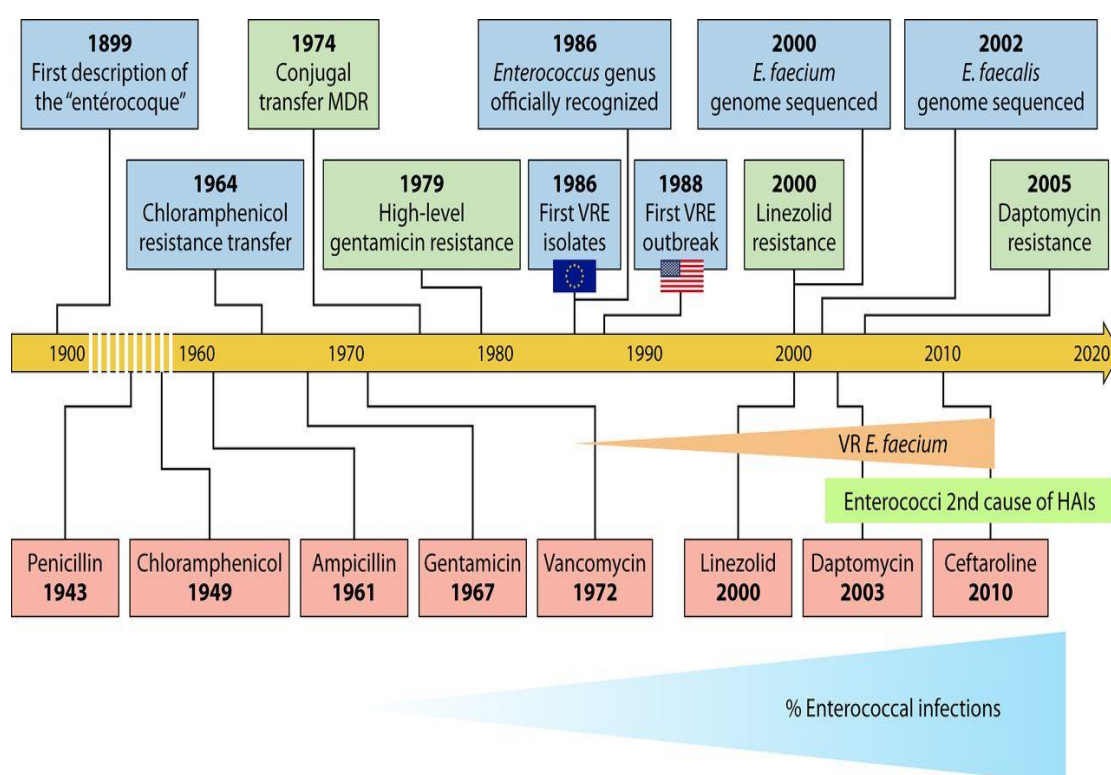 1899
First description of
the “entérocoque”
1974
Conjugal
transfer MDR
1986
Enterococcus genus
officially recognized
2000
E. faecium
genome sequenced
2002
E. faecalis
genome sequenced
1964
Chloramphenicol
resistance transfer
1979
High-level
gentamicin resistance
1986
First VRE
isolates
1988
First VRE
outbreak
2000
Linezolid
resistance
2005
Daptomycin
resistance
1900 1960 1970 1980 1990 2000 2010 2020
VR E. faecium
Enterococci 2nd cause of HAIs
Penicillin
1943
Chloramphenicol
1949
Ampicillin
1961
Gentamicin
1967
Vancomycin
1972
Linezolid
2000
Daptomycin
2003
Ceftaroline
2010
% Enterococcal infections